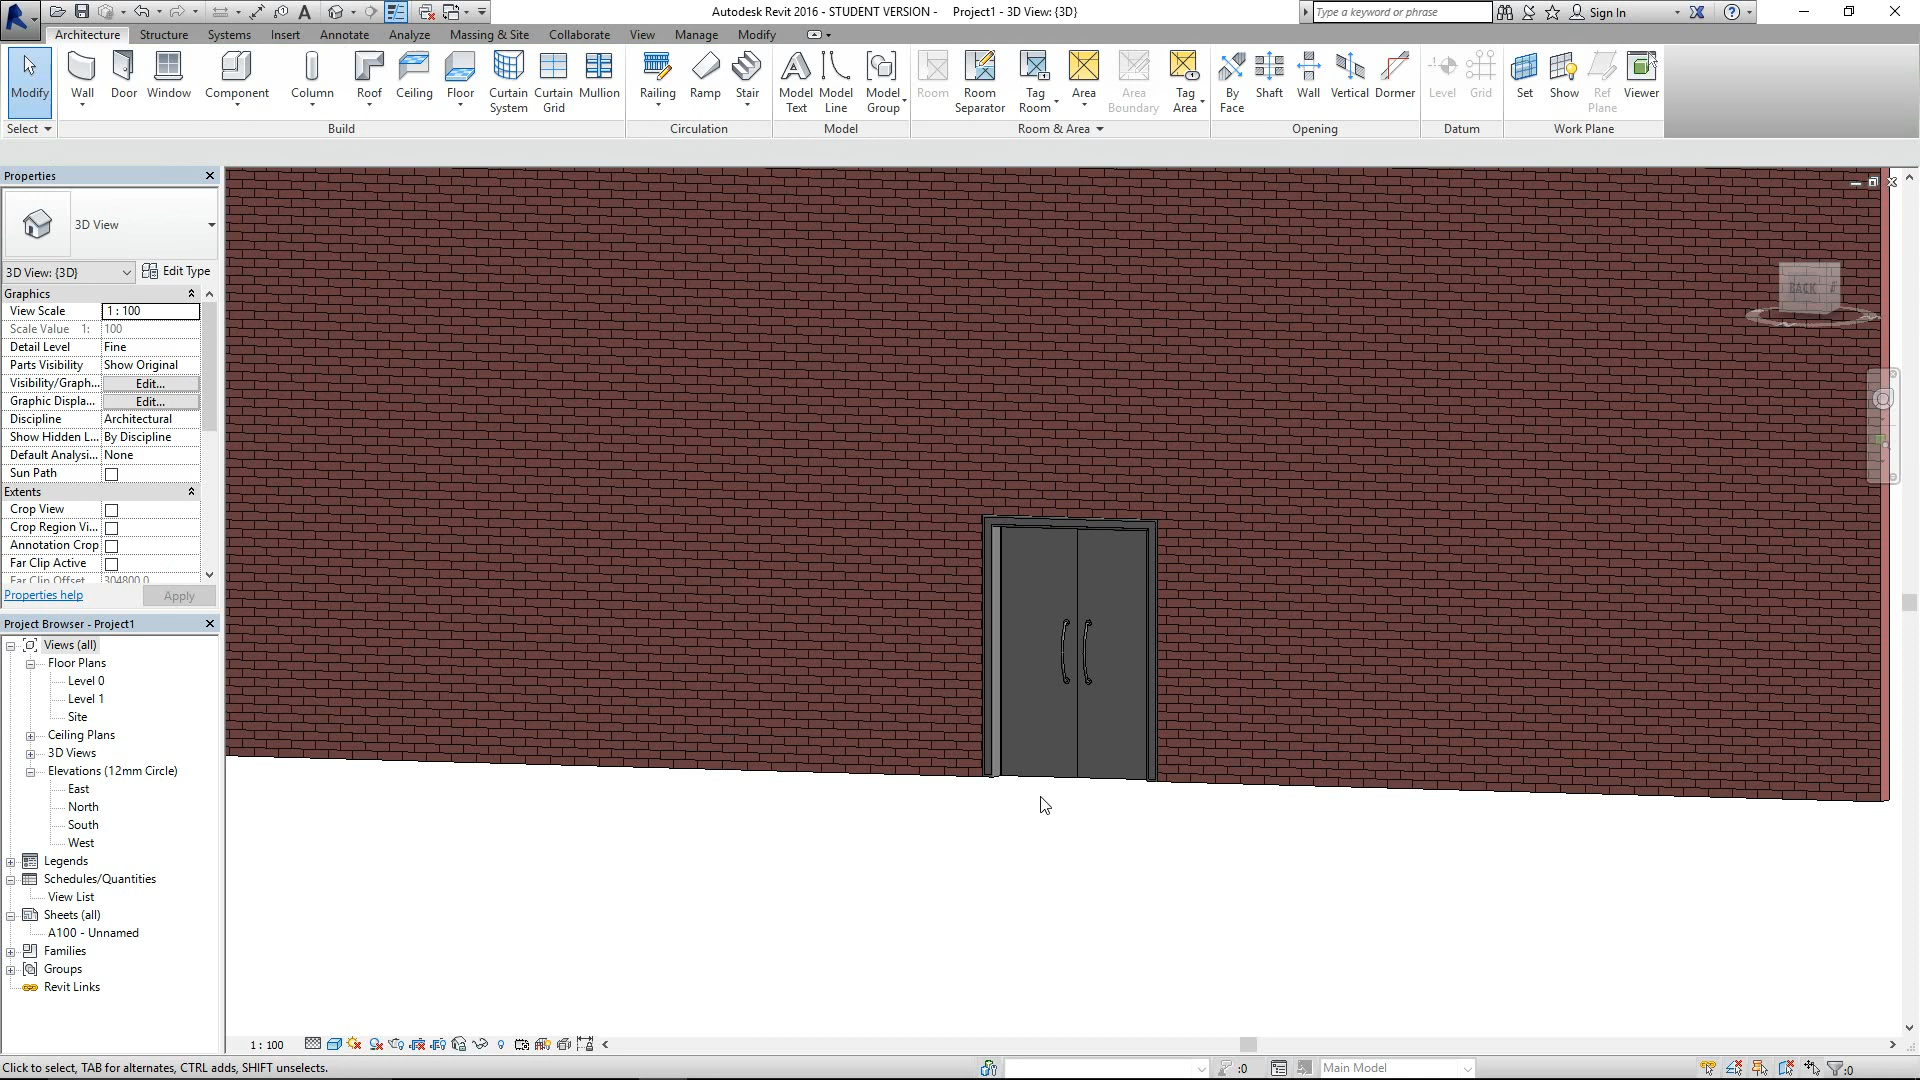 Autodesk Revit 2016 - STUDENT VERSION - Project1 - 3D View: {3D}
Type a keyword or phrase
Sign In
Architecture Structure Systems Insert Annotate Analyze Massing & Site Collaborate View Manage Modify
Modify Wall Door Window Component Column Roof Ceiling Floor Curtain System Curtain Grid Mullion Railing Ramp Stair Model Text Model Line Model Group Room Room Separator Tag Room Area Area Boundary Tag Area By Face Shaft Wall Vertical Dormer Level Grid Set Show Ref Plane Viewer
Select Build Circulation Model Room & Area Opening Datum Work Plane
Properties
3D View
3D View: {3D} Edit Type
Graphics
View Scale 1 : 100
Scale Value 1: 100
Detail Level Fine
Parts Visibility Show Original
Visibility/Graph... Edit...
Graphic Displa... Edit...
Discipline Architectural
Show Hidden L... By Discipline
Default Analysi... None
Sun Path
Extents
Crop View
Crop Region Vi...
Annotation Crop
Far Clip Active
Far Clip Offset 304800.0
Properties help Apply
Project Browser - Project1
Views (all)
Floor Plans
Level 0
Level 1
Site
Ceiling Plans
3D Views
Elevations (12mm Circle)
East
North
South
West
Legends
Schedules/Quantities
View List
Sheets (all)
A100 - Unnamed
Families
Groups
Revit Links
BACK
1 : 100
Click to select, TAB for alternates, CTRL adds, SHIFT unselects.
:0
Main Model
:0